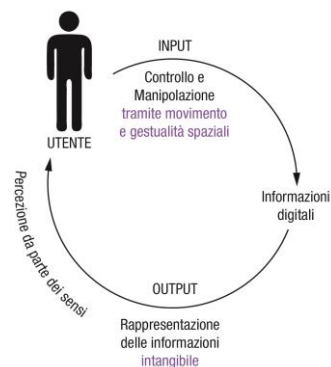 INPUT
Controllo e
Manipolazione
tramite movimento
e gestualità spaziali
UTENTE
Informazioni
digitali
Percezione da parte dei sensi
OUTPUT
Rappresentazione
delle informazioni
intangibile